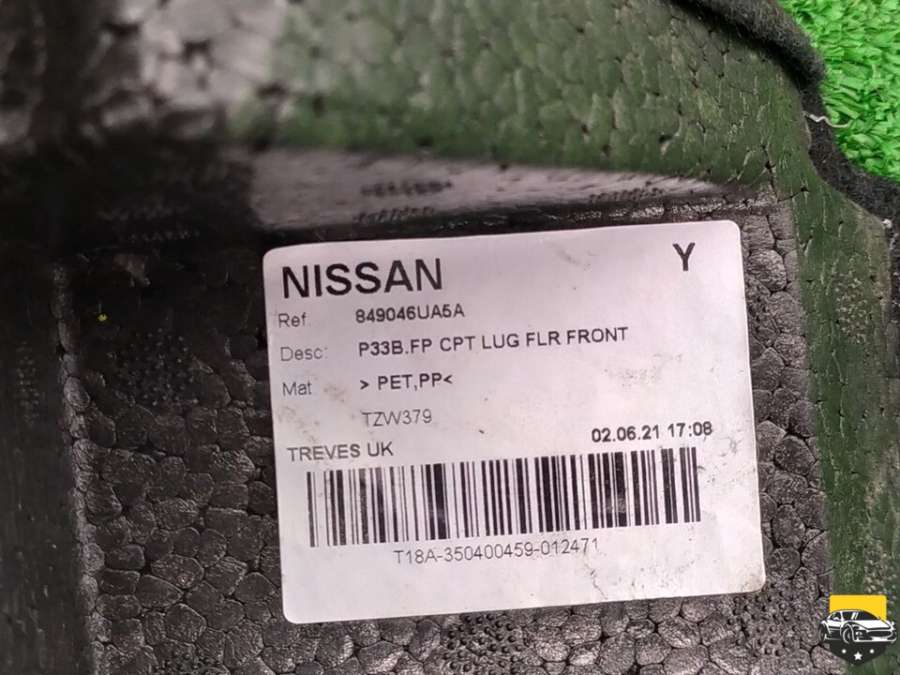 NISSAN Y
Ref. 849046UA5A
Desc: P33B.FP CPT LUG FLR FRONT
Mat > PET,PP<
TZW379
TREVES UK 02.06.21 17:08
T18A-350400459-012471